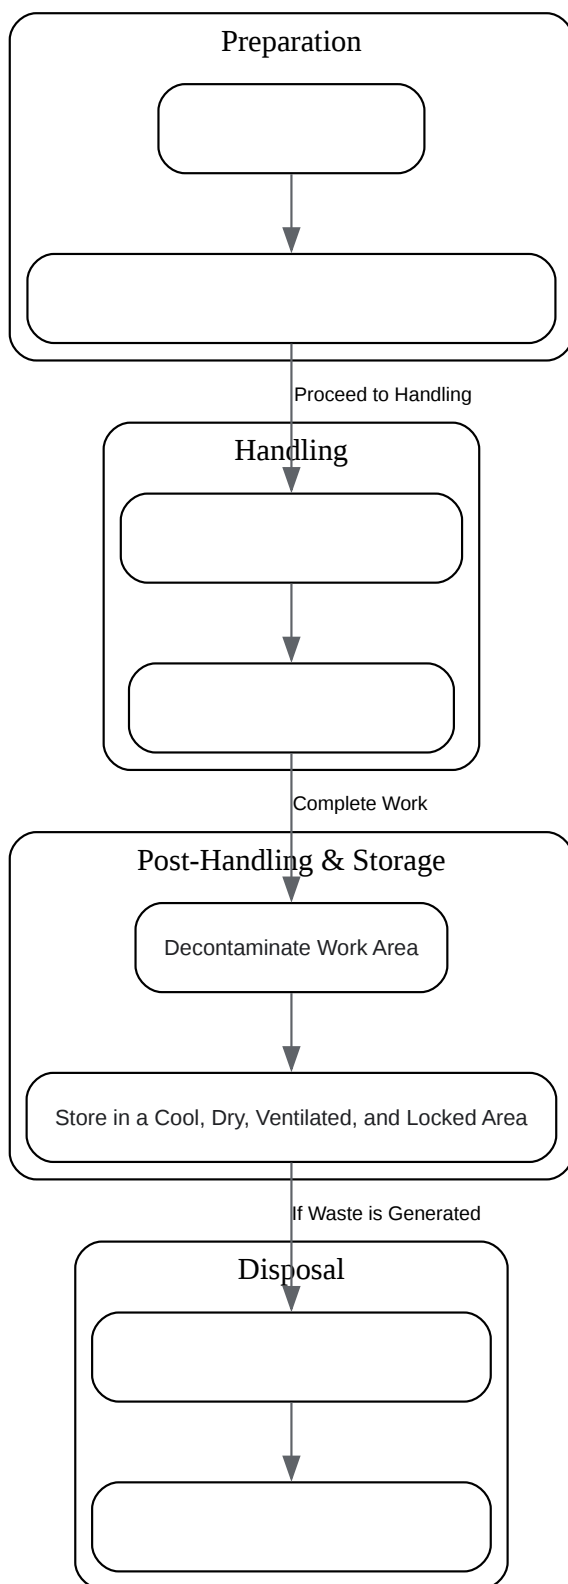 Preparation
Proceed to Handling
Handling
Complete Work
Post-Handling & Storage
Decontaminate Work Area
Store in a Cool, Dry, Ventilated, and Locked Area
If Waste is Generated
Disposal